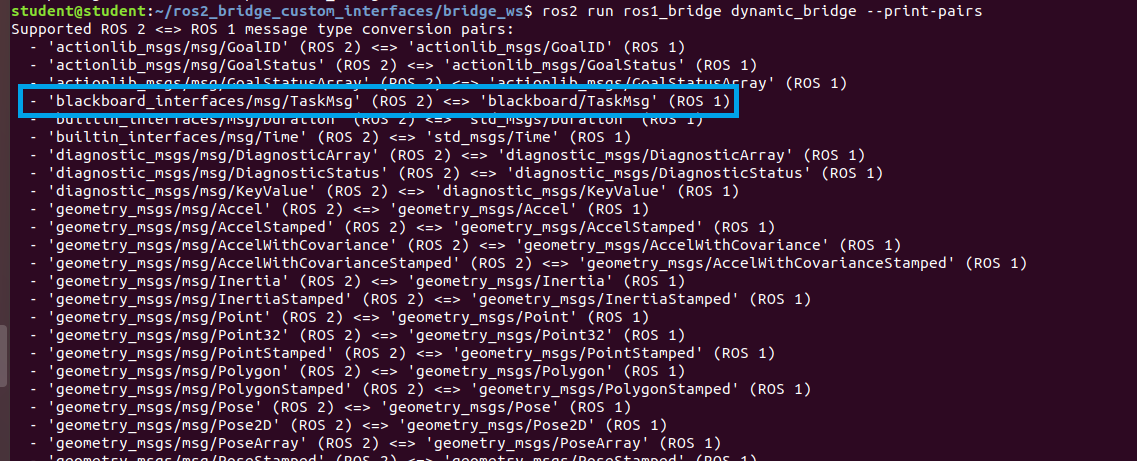 student@student:~/ros2_bridge_custom_interfaces/bridge_ws$ ros2 run ros1_bridge dynamic_bridge --print-pairs
Supported ROS 2 <=> ROS 1 message type conversion pairs:
- 'actionlib_msgs/msg/GoalID' (ROS 2) <=> 'actionlib_msgs/GoalID' (ROS 1)
- 'actionlib_msgs/msg/GoalStatus' (ROS 2) <=> 'actionlib_msgs/GoalStatus' (ROS 1)
- 'actionlib_msgs/msg/GoalStatusArray' (ROS 2) <=> 'actionlib_msgs/GoalStatusArray' (ROS 1)
- 'blackboard_interfaces/msg/TaskMsg' (ROS 2) <=> 'blackboard/TaskMsg' (ROS 1)
- 'builtin_interfaces/msg/Duration' (ROS 2) <=> 'std_msgs/Duration' (ROS 1)
- 'builtin_interfaces/msg/Time' (ROS 2) <=> 'std_msgs/Time' (ROS 1)
- 'diagnostic_msgs/msg/DiagnosticArray' (ROS 2) <=> 'diagnostic_msgs/DiagnosticArray' (ROS 1)
- 'diagnostic_msgs/msg/DiagnosticStatus' (ROS 2) <=> 'diagnostic_msgs/DiagnosticStatus' (ROS 1)
- 'diagnostic_msgs/msg/KeyValue' (ROS 2) <=> 'diagnostic_msgs/KeyValue' (ROS 1)
- 'geometry_msgs/msg/Accel' (ROS 2) <=> 'geometry_msgs/Accel' (ROS 1)
- 'geometry_msgs/msg/AccelStamped' (ROS 2) <=> 'geometry_msgs/AccelStamped' (ROS 1)
- 'geometry_msgs/msg/AccelWithCovariance' (ROS 2) <=> 'geometry_msgs/AccelWithCovariance' (ROS 1)
- 'geometry_msgs/msg/AccelWithCovarianceStamped' (ROS 2) <=> 'geometry_msgs/AccelWithCovarianceStamped' (ROS 1)
- 'geometry_msgs/msg/Inertia' (ROS 2) <=> 'geometry_msgs/Inertia' (ROS 1)
- 'geometry_msgs/msg/InertiaStamped' (ROS 2) <=> 'geometry_msgs/InertiaStamped' (ROS 1)
- 'geometry_msgs/msg/Point' (ROS 2) <=> 'geometry_msgs/Point' (ROS 1)
- 'geometry_msgs/msg/Point32' (ROS 2) <=> 'geometry_msgs/Point32' (ROS 1)
- 'geometry_msgs/msg/PointStamped' (ROS 2) <=> 'geometry_msgs/PointStamped' (ROS 1)
- 'geometry_msgs/msg/Polygon' (ROS 2) <=> 'geometry_msgs/Polygon' (ROS 1)
- 'geometry_msgs/msg/PolygonStamped' (ROS 2) <=> 'geometry_msgs/PolygonStamped' (ROS 1)
- 'geometry_msgs/msg/Pose' (ROS 2) <=> 'geometry_msgs/Pose' (ROS 1)
- 'geometry_msgs/msg/Pose2D' (ROS 2) <=> 'geometry_msgs/Pose2D' (ROS 1)
- 'geometry_msgs/msg/PoseArray' (ROS 2) <=> 'geometry_msgs/PoseArray' (ROS 1)
- 'geometry_msgs/msg/PoseStamped' (ROS 2) <=> 'geometry_msgs/PoseStamped' (ROS 1)